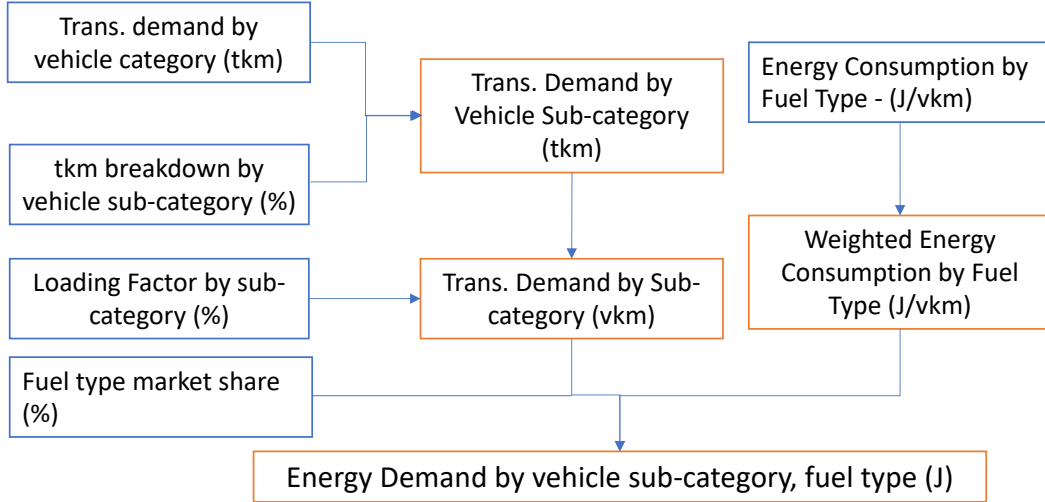 Trans. demand by
vehicle category (tkm)
tkm breakdown by
vehicle sub-category (%)
Trans. Demand by
Vehicle Sub-category
(tkm)
Energy Consumption by
Fuel Type - (J/vkm)
Loading Factor by sub-
category (%)
Trans. Demand by Sub-
category (vkm)
Weighted Energy
Consumption by Fuel
Type (J/vkm)
Fuel type market share
(%)
Energy Demand by vehicle sub-category, fuel type (J)